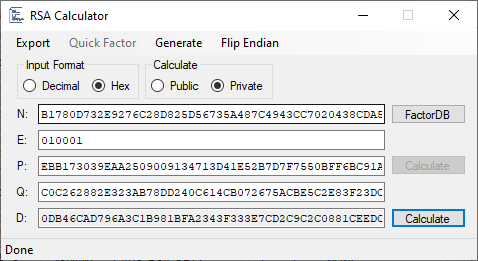 RSA Calculator
Export Quick Factor Generate Flip Endian
Input Format Calculate
Decimal Hex Public Private
N: B1780D732E9276C28D825D56735A487C4943CC7020438CDAE FactorDB
E: 010001
P: EBB173039EAA2509009134713D41E52B7D7F7550BFF6BC91A Calculate
Q: C0C262882E323AB78DD240C614CB072675ACBE5C2E83F23DC
D: 0DB46CAD796A3C1B981BFA2343F333E7CD2C9C2C0881CEEDC Calculate
Done